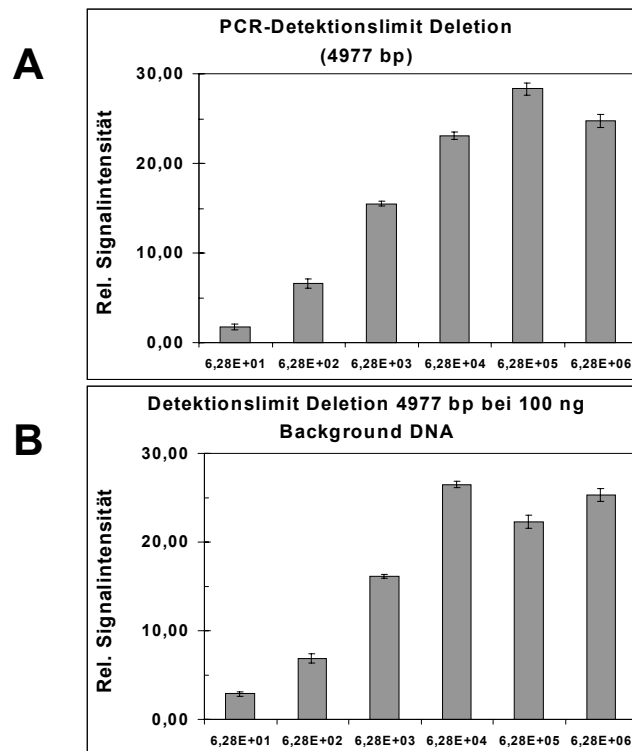 A
PCR-Detektionslimit Deletion
(4977 bp)
Rel. Signalintensität
30,00
20,00
10,00
0,00
6,28E+01 6,28E+02 6,28E+03 6,28E+04 6,28E+05 6,28E+06
B
Detektionslimit Deletion 4977 bp bei 100 ng
Background DNA
Rel. Signalintensität
30,00
20,00
10,00
0,00
6,28E+01 6,28E+02 6,28E+03 6,28E+04 6,28E+05 6,28E+06